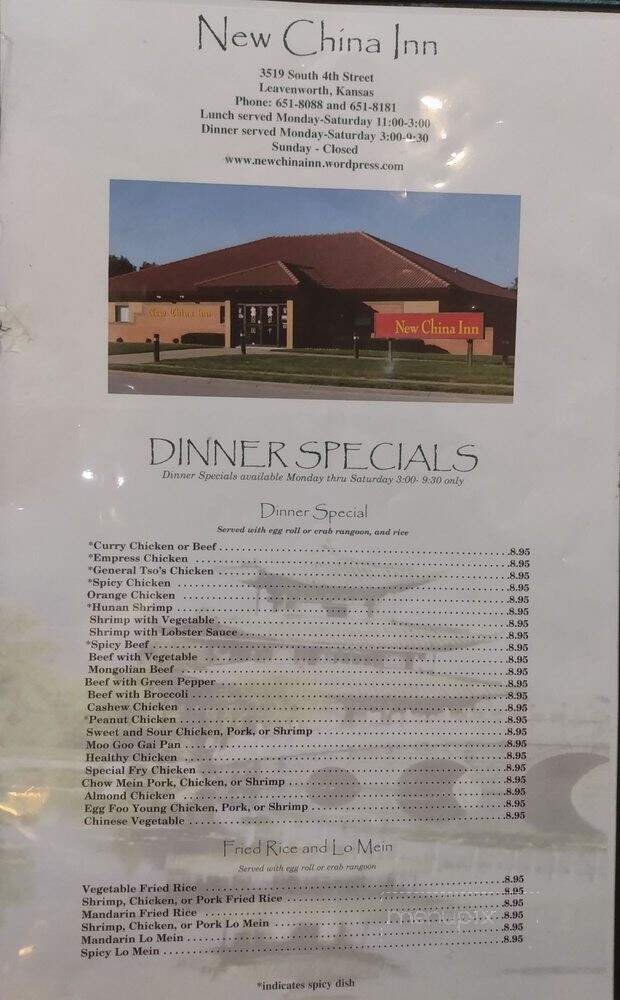 New China Inn
3519 South 4th Street
Leavenworth, Kansas
Phone: 651-8088 and 651-8181
Lunch served Monday-Saturday 11:00-3:00
Dinner served Monday-Saturday 3:00-9:30
Sunday - Closed
www.newchinainn.wordpress.com
New China Inn
New China Inn
DINNER SPECIALS
Dinner Specials available Monday thru Saturday 3:00- 9:30 only
Dinner Special
Served with egg roll or crab rangoon, and rice
*Curry Chicken or Beef 8.95
*Empress Chicken 8.95
*General Tso's Chicken 8.95
*Spicy Chicken 8.95
Orange Chicken 8.95
*Hunan Shrimp 8.95
Shrimp with Vegetable 8.95
Shrimp with Lobster Sauce 8.95
*Spicy Beef 8.95
Beef with Vegetable 8.95
Mongolian Beef 8.95
Beef with Green Pepper 8.95
Beef with Broccoli 8.95
Cashew Chicken 8.95
*Peanut Chicken 8.95
Sweet and Sour Chicken, Pork, or Shrimp 8.95
Moo Goo Gai Pan 8.95
Healthy Chicken 8.95
Special Fry Chicken 8.95
Chow Mein Pork, Chicken, or Shrimp 8.95
Almond Chicken 8.95
Egg Foo Young Chicken, Pork, or Shrimp 8.95
Chinese Vegetable 8.95
Fried Rice and Lo Mein
Served with egg roll or crab rangoon
Vegetable Fried Rice 8.95
Shrimp, Chicken, or Pork Fried Rice 8.95
Mandarin Fried Rice 8.95
Shrimp, Chicken, or Pork Lo Mein 8.95
Mandarin Lo Mein 8.95
Spicy Lo Mein 8.95
*indicates spicy dish
menupix